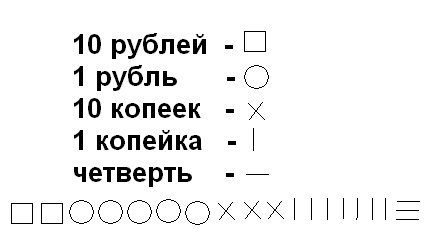 10 рублей - □
1 рубль - ○
10 копеек - ×
1 копейка - |
четверть - —
□□○○○○○×××|||||||☰